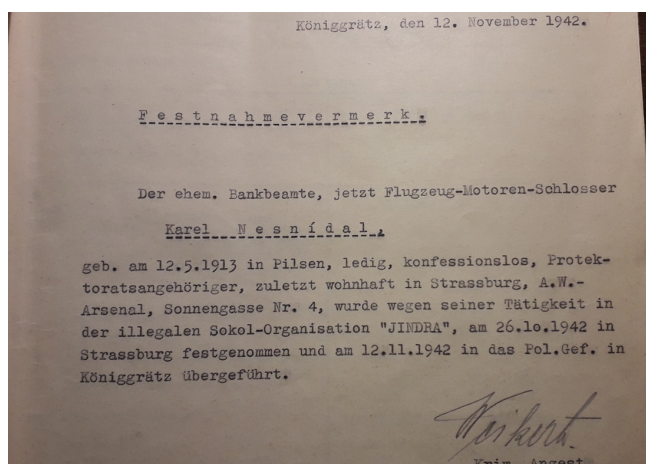 Königgrätz, den 12. November 1942.
Festnahmevermerk.
Der ehem. Bankbeamte, jetzt Flugzeug-Motoren-Schlosser
Karel Nesnídal,
geb. am 12.5.1913 in Pilsen, ledig, konfessionslos, Protek-
toratsangehöriger, zuletzt wohnhaft in Strassburg, A.W.-
Arsenal, Sonnengasse Nr. 4, wurde wegen seiner Tätigkeit in
der illegalen Sokol-Organisation "JINDRA", am 26.1o.1942 in
Strassburg festgenommen und am 12.11.1942 in das Pol.Gef. in
Königgrätz übergeführt.
Weikert.
Krim. Angest.